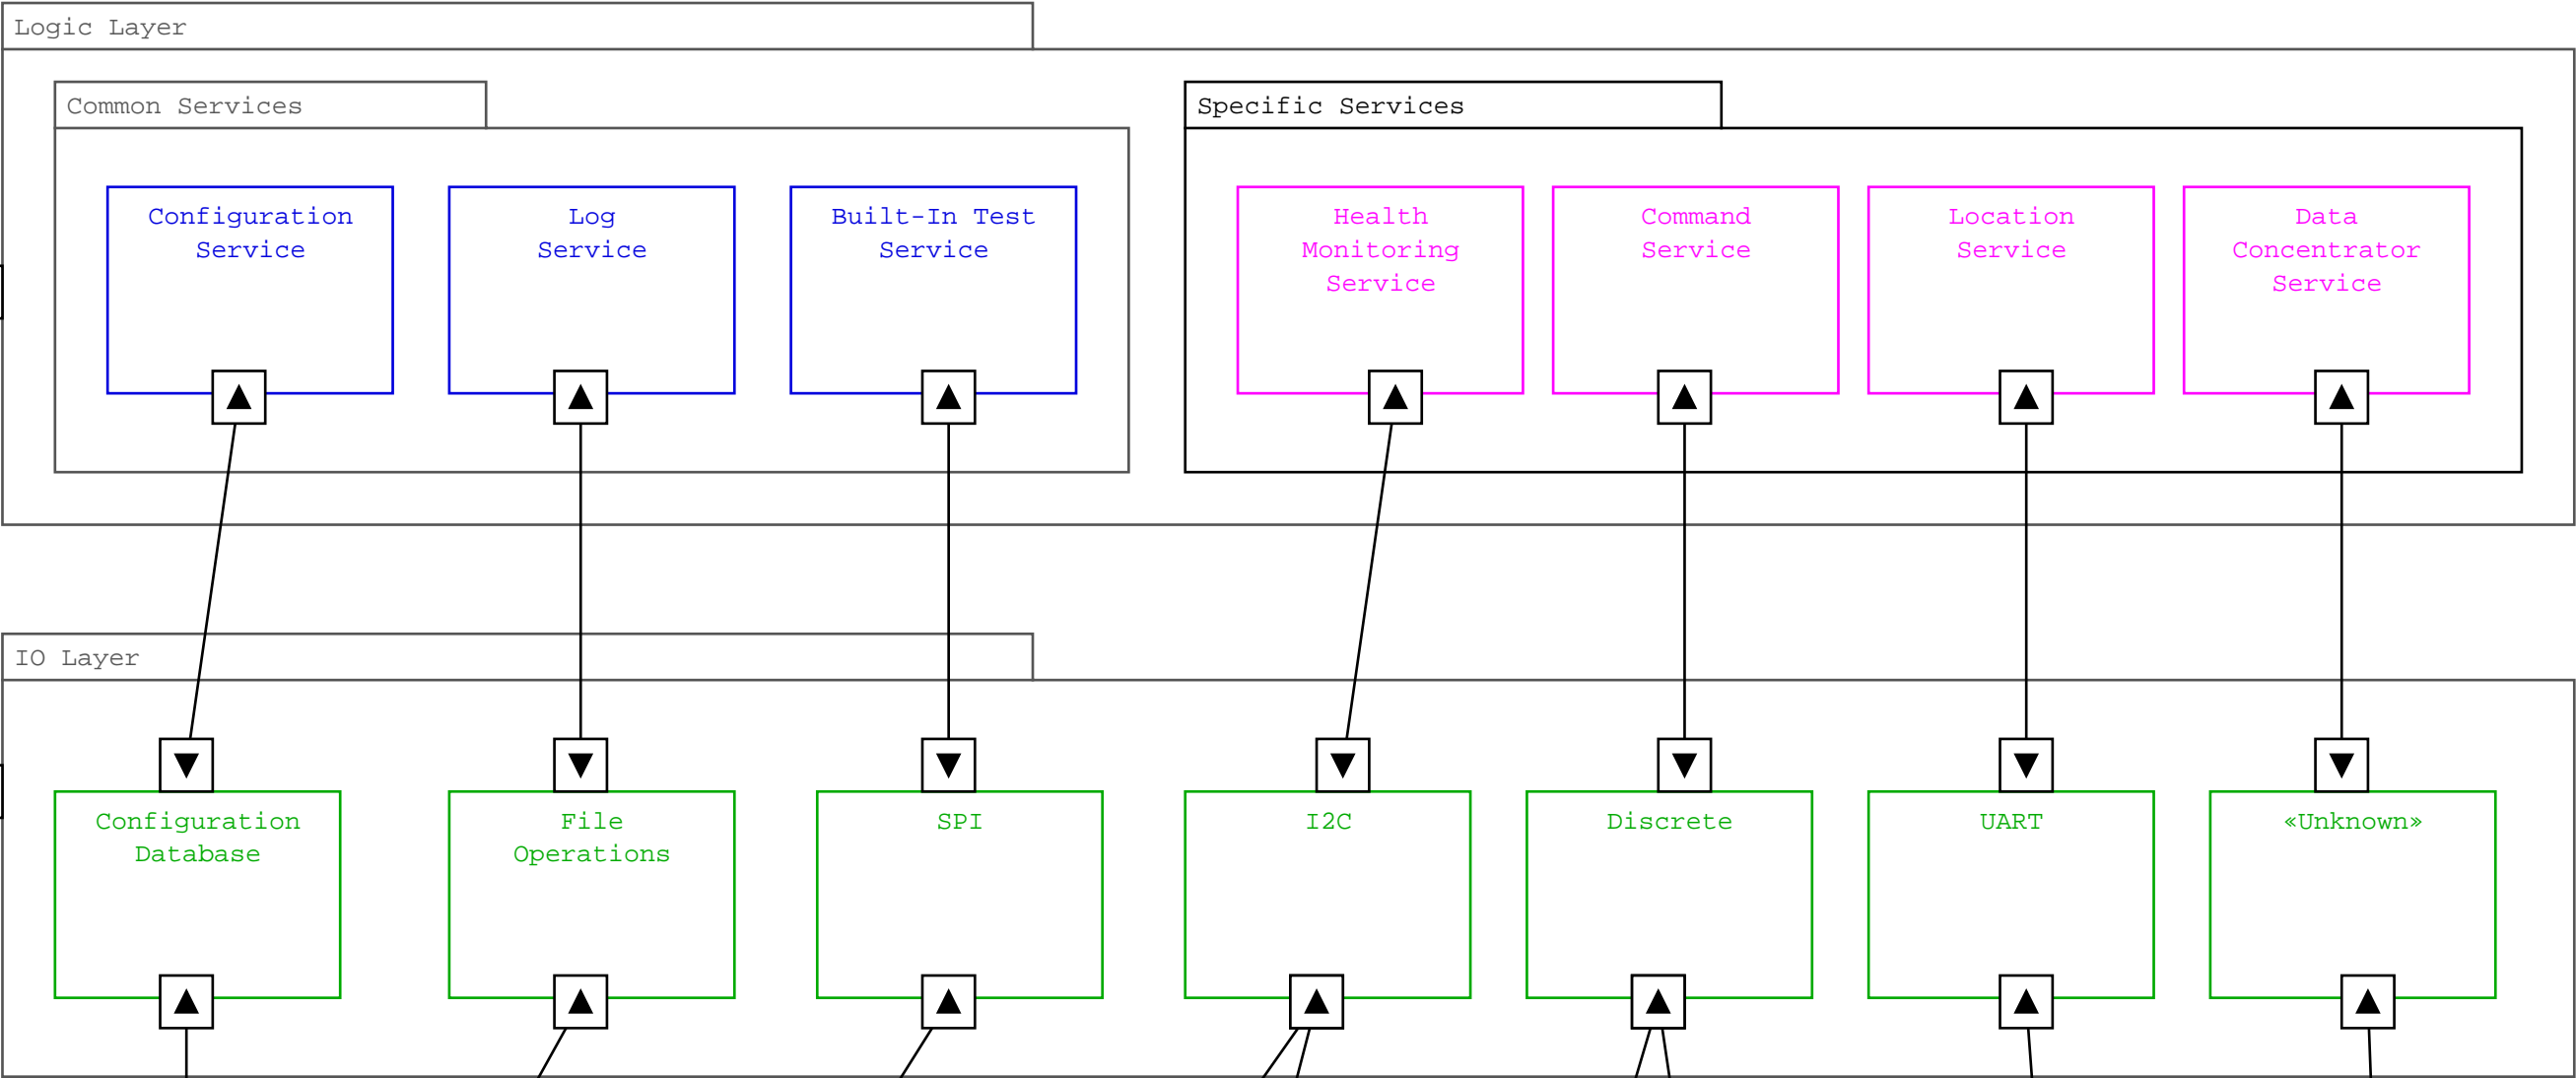 Logic Layer
Common Services
Specific Services
Configuration
Service
Log
Service
Built-In Test
Service
Health
Monitoring
Service
Command
Service
Location
Service
Data
Concentrator
Service
IO Layer
Configuration
Database
File
Operations
SPI
I2C
Discrete
UART
«Unknown»